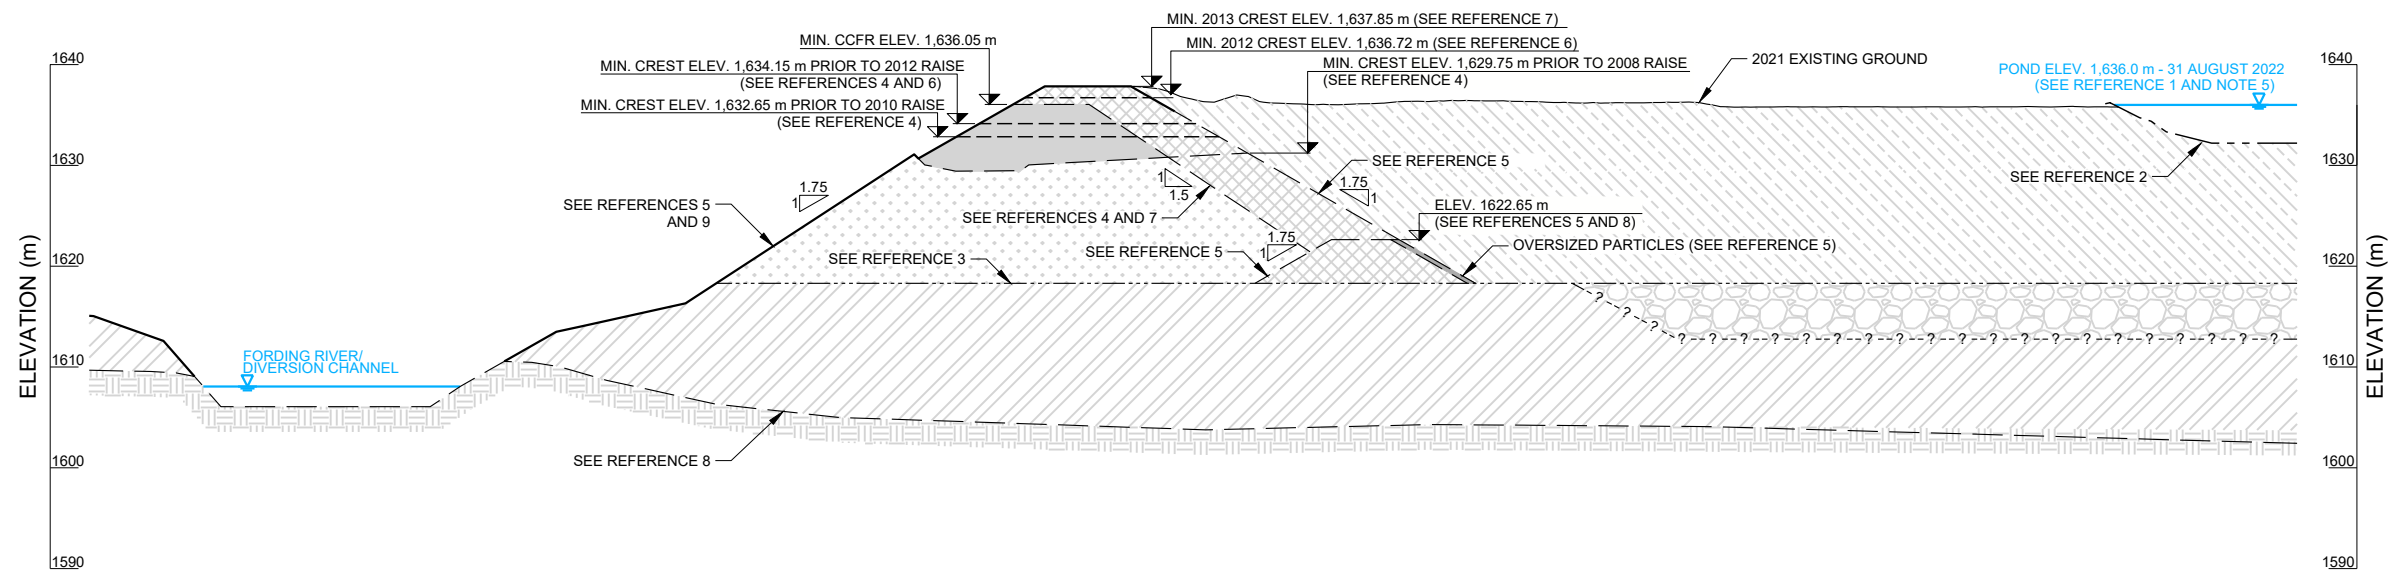 MIN. 2013 CREST ELEV. 1,637.85 m (SEE REFERENCE 7)
MIN. CCFR ELEV. 1,636.05 m
MIN. 2012 CREST ELEV. 1,636.72 m (SEE REFERENCE 6)
MIN. CREST ELEV. 1,634.15 m PRIOR TO 2012 RAISE
(SEE REFERENCES 4 AND 6)
MIN. CREST ELEV. 1,629.75 m PRIOR TO 2008 RAISE
(SEE REFERENCE 4)
2021 EXISTING GROUND
POND ELEV. 1,636.0 m - 31 AUGUST 2022
(SEE REFERENCE 1 AND NOTE 5)
MIN. CREST ELEV. 1,632.65 m PRIOR TO 2010 RAISE
(SEE REFERENCE 4)
1640
1640
1630
1630
SEE REFERENCE 5
SEE REFERENCE 2
1.75
1
1
1.5
1.75
1
SEE REFERENCES 5
AND 9
SEE REFERENCES 4 AND 7
ELEV. 1622.65 m
(SEE REFERENCES 5 AND 8)
1.75
1
SEE REFERENCE 5
OVERSIZED PARTICLES (SEE REFERENCE 5)
SEE REFERENCE 3
1620
1620
ELEVATION (m)
ELEVATION (m)
? ? ?
? ? ? ? ? ? ? ? ? ? ? ? ? ? ? ? ? ? ? ?
FORDING RIVER/
DIVERSION CHANNEL
1610
1610
SEE REFERENCE 8
1600
1600
1590
1590